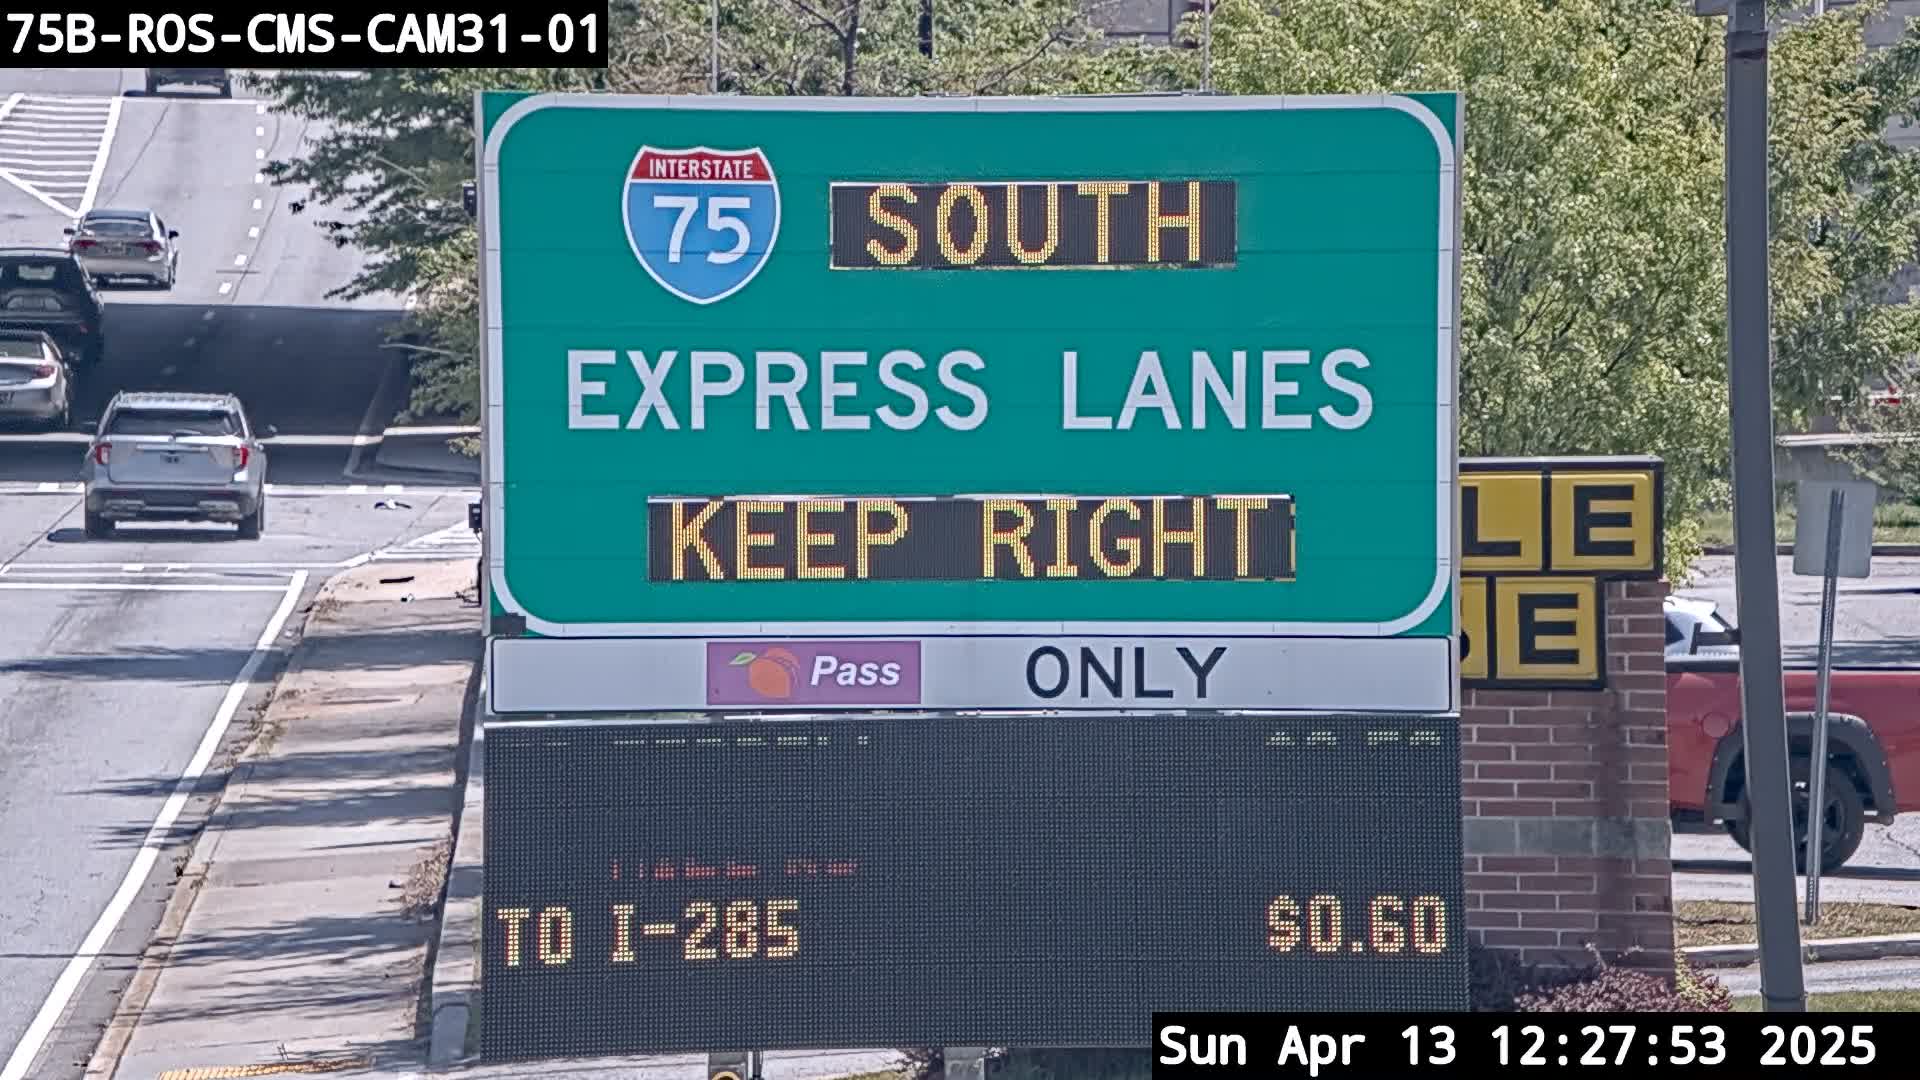 75B-ROS-CMS-CAM31-01
INTERSTATE
75
SOUTH
EXPRESS LANES
KEEP RIGHT
Pass ONLY
TO I-285 $0.60
LE
E
Sun Apr 13 12:27:53 2025